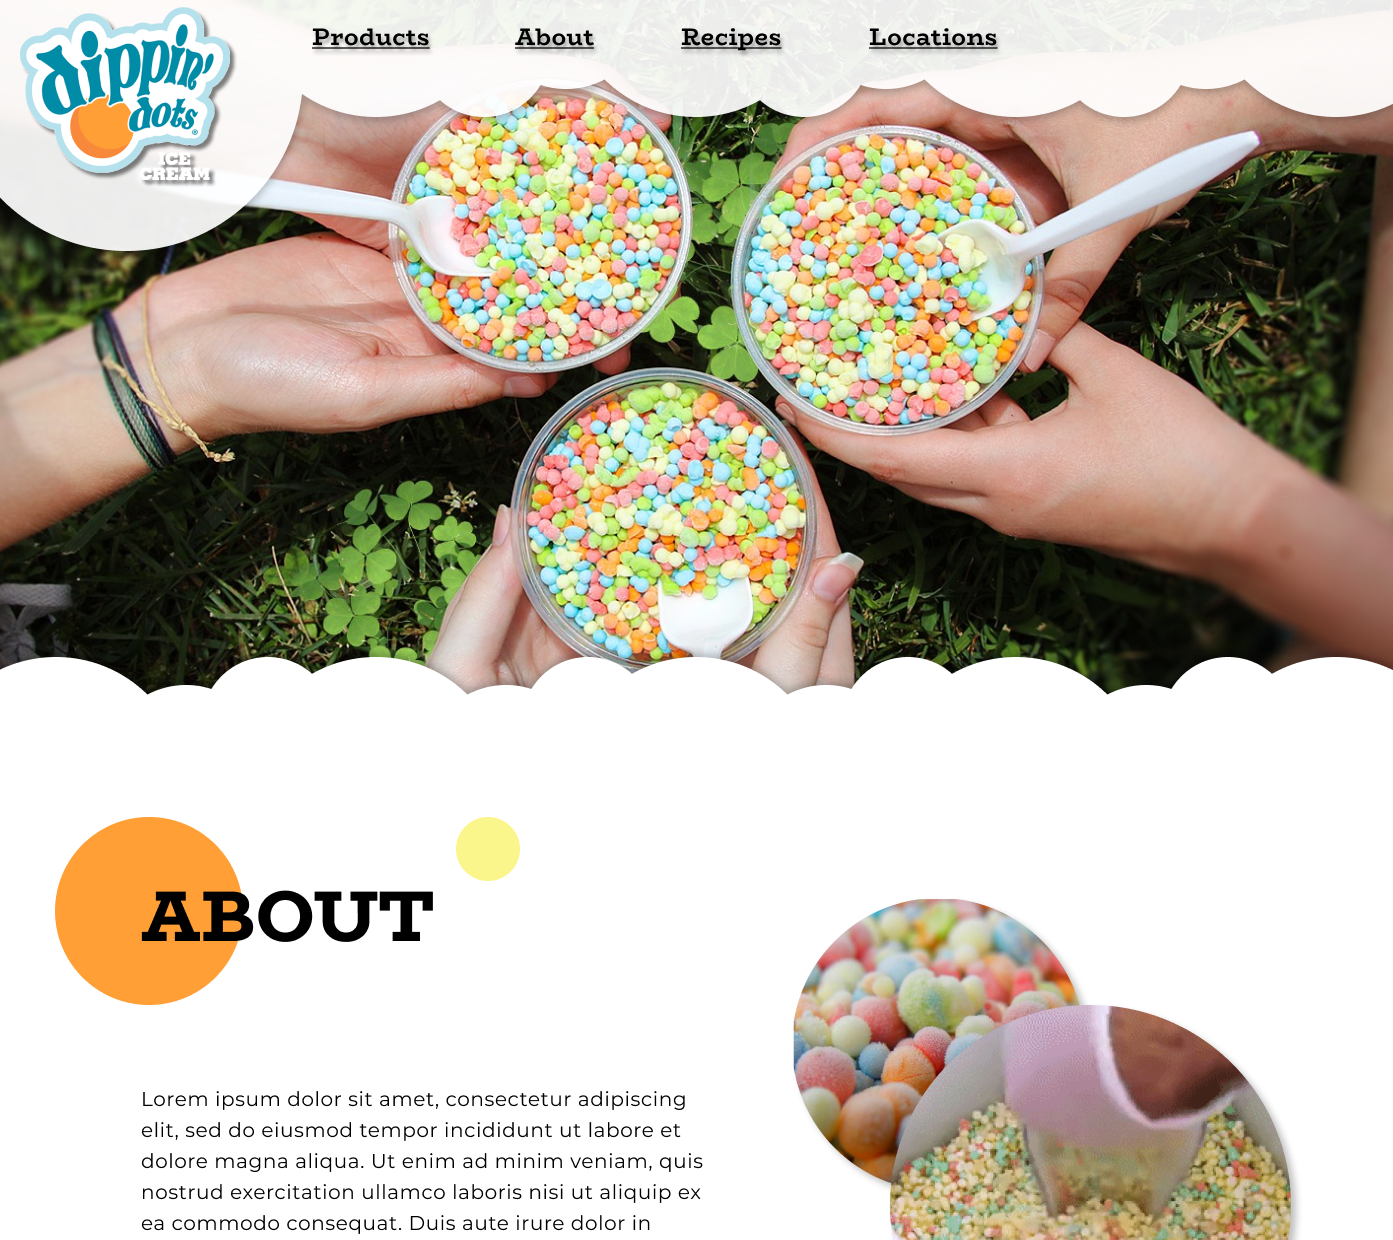 dippin'
dots®
ICE
CREAM
Products
About
Recipes
Locations
ABOUT
Lorem ipsum dolor sit amet, consectetur adipiscing
elit, sed do eiusmod tempor incididunt ut labore et
dolore magna aliqua. Ut enim ad minim veniam, quis
nostrud exercitation ullamco laboris nisi ut aliquip ex
ea commodo consequat. Duis aute irure dolor in